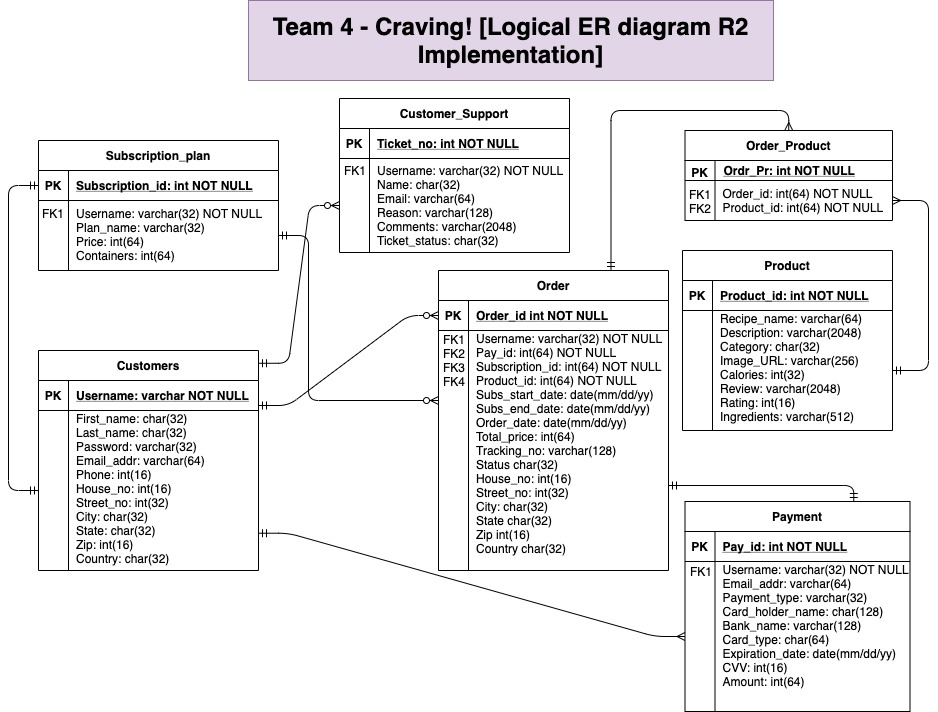 Team 4 - Craving! [Logical ER diagram R2
Implementation]
Customer_Support
PK Ticket_no: int NOT NULL
FK1 Username: varchar(32) NOT NULL
Name: char(32)
Email: varchar(64)
Reason: varchar(128)
Comments: varchar(2048)
Ticket_status: char(32)
Order_Product
PK Ordr_Pr: int NOT NULL
FK1 Order_id: int(64) NOT NULL
FK2 Product_id: int(64) NOT NULL
Subscription_plan
PK Subscription_id: int NOT NULL
FK1 Username: varchar(32) NOT NULL
Plan_name: varchar(32)
Price: int(64)
Containers: int(64)
Product
PK Product_id: int NOT NULL
Recipe_name: varchar(64)
Description: varchar(2048)
Category: char(32)
Image_URL: varchar(256)
Calories: int(32)
Review: varchar(2048)
Rating: int(16)
Ingredients: varchar(512)
Order
PK Order_id int NOT NULL
FK1 Username: varchar(32) NOT NULL
FK2 Pay_id: int(64) NOT NULL
FK3 Subscription_id: int(64) NOT NULL
FK4 Product_id: int(64) NOT NULL
Subs_start_date: date(mm/dd/yy)
Subs_end_date: date(mm/dd/yy)
Order_date: date(mm/dd/yy)
Total_price: int(64)
Tracking_no: varchar(128)
Status char(32)
House_no: int(16)
Street_no: int(32)
City: char(32)
State char(32)
Zip int(16)
Country char(32)
Customers
PK Username: varchar NOT NULL
First_name: char(32)
Last_name: char(32)
Password: varchar(32)
Email_addr: varchar(64)
Phone: int(16)
House_no: int(16)
Street_no: int(32)
City: char(32)
State: char(32)
Zip: int(16)
Country: char(32)
Payment
PK Pay_id: int NOT NULL
FK1 Username: varchar(32) NOT NULL
Email_addr: varchar(64)
Payment_type: varchar(32)
Card_holder_name: char(128)
Bank_name: varchar(128)
Card_type: char(64)
Expiration_date: date(mm/dd/yy)
CVV: int(16)
Amount: int(64)